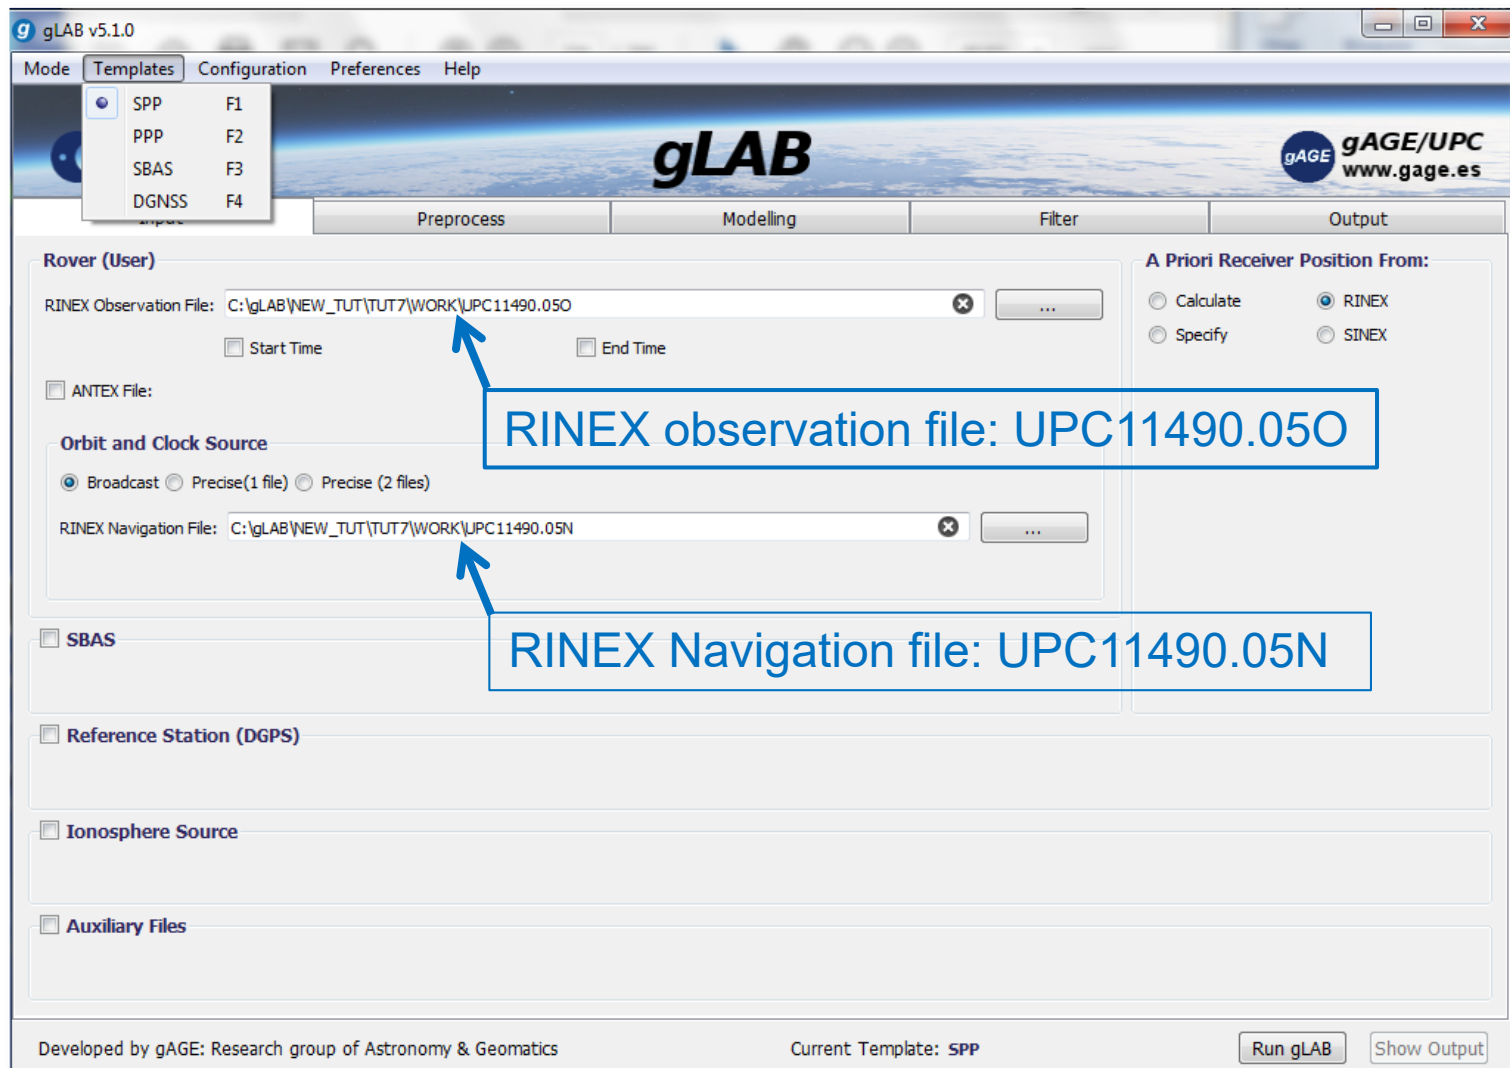 gLAB v5.1.0
Mode Templates Configuration Preferences Help
SPP F1
PPP F2
SBAS F3
DGNSS F4
gLAB
gAGE
gAGE/UPC
www.gage.es
Input Preprocess Modelling Filter Output
Rover (User)
RINEX Observation File: C:\gLAB\NEW_TUT\TUT7\WORK\UPC11490.05O ...
Start Time End Time
ANTEX File:
RINEX observation file: UPC11490.05O
Orbit and Clock Source
Broadcast Precise(1 file) Precise (2 files)
RINEX Navigation File: C:\gLAB\NEW_TUT\TUT7\WORK\UPC11490.05N ...
RINEX Navigation file: UPC11490.05N
A Priori Receiver Position From:
Calculate RINEX
Specify SINEX
SBAS
Reference Station (DGPS)
Ionosphere Source
Auxiliary Files
Developed by gAGE: Research group of Astronomy & Geomatics
Current Template: SPP
Run gLAB Show Output